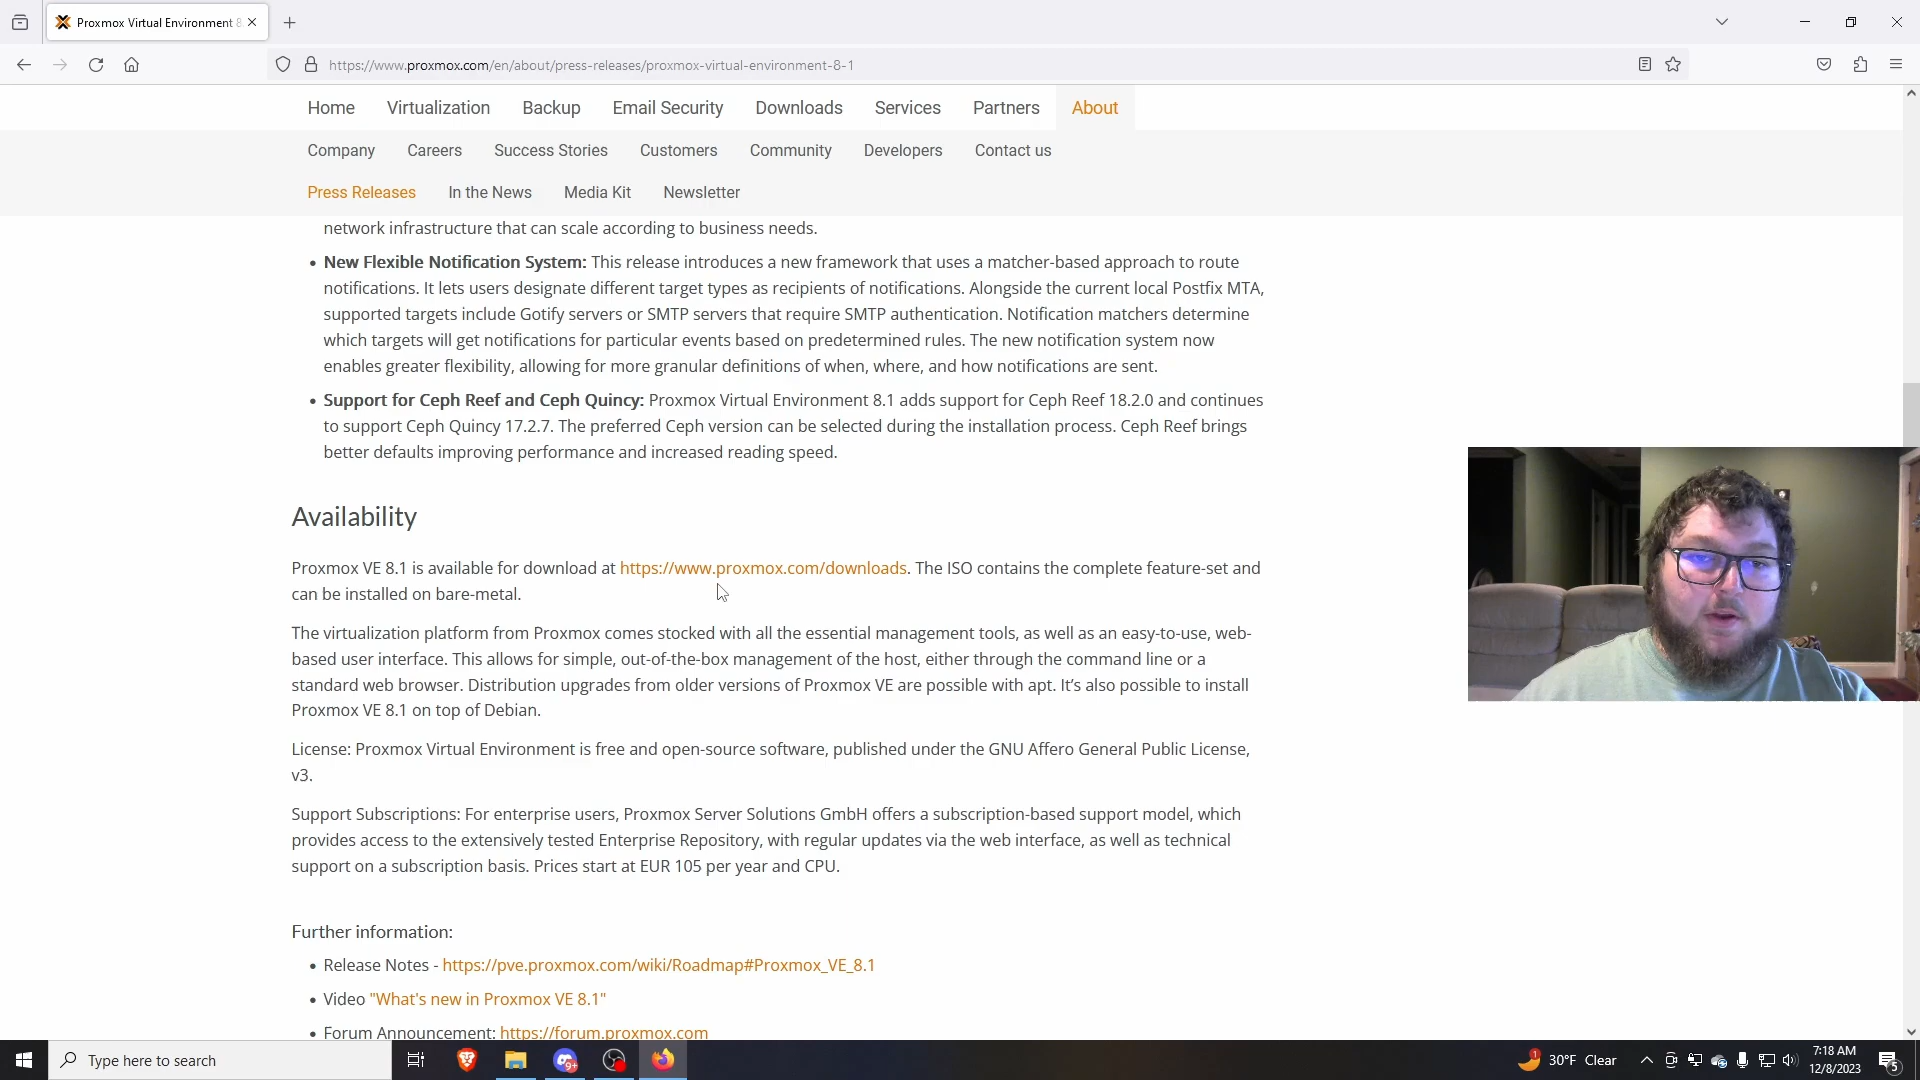 Proxmox Virtual Environment 8
https://www.proxmox.com/en/about/press-releases/proxmox-virtual-environment-8-1
Home Virtualization Backup Email Security Downloads Services Partners About
Company Careers Success Stories Customers Community Developers Contact us
Press Releases In the News Media Kit Newsletter
network infrastructure that can scale according to business needs.
• New Flexible Notification System: This release introduces a new framework that uses a matcher-based approach to route
notifications. It lets users designate different target types as recipients of notifications. Alongside the current local Postfix MTA,
supported targets include Gotify servers or SMTP servers that require SMTP authentication. Notification matchers determine
which targets will get notifications for particular events based on predetermined rules. The new notification system now
enables greater flexibility, allowing for more granular definitions of when, where, and how notifications are sent.
• Support for Ceph Reef and Ceph Quincy: Proxmox Virtual Environment 8.1 adds support for Ceph Reef 18.2.0 and continues
to support Ceph Quincy 17.2.7. The preferred Ceph version can be selected during the installation process. Ceph Reef brings
better defaults improving performance and increased reading speed.
Availability
Proxmox VE 8.1 is available for download at https://www.proxmox.com/downloads. The ISO contains the complete feature-set and
can be installed on bare-metal.
The virtualization platform from Proxmox comes stocked with all the essential management tools, as well as an easy-to-use, web-
based user interface. This allows for simple, out-of-the-box management of the host, either through the command line or a
standard web browser. Distribution upgrades from older versions of Proxmox VE are possible with apt. It's also possible to install
Proxmox VE 8.1 on top of Debian.
License: Proxmox Virtual Environment is free and open-source software, published under the GNU Affero General Public License,
v3.
Support Subscriptions: For enterprise users, Proxmox Server Solutions GmbH offers a subscription-based support model, which
provides access to the extensively tested Enterprise Repository, with regular updates via the web interface, as well as technical
support on a subscription basis. Prices start at EUR 105 per year and CPU.
Further information:
• Release Notes - https://pve.proxmox.com/wiki/Roadmap#Proxmox_VE_8.1
• Video "What's new in Proxmox VE 8.1"
• Forum Announcement: https://forum.proxmox.com
Type here to search
9+
1
30°F Clear
7:18 AM
12/8/2023
5